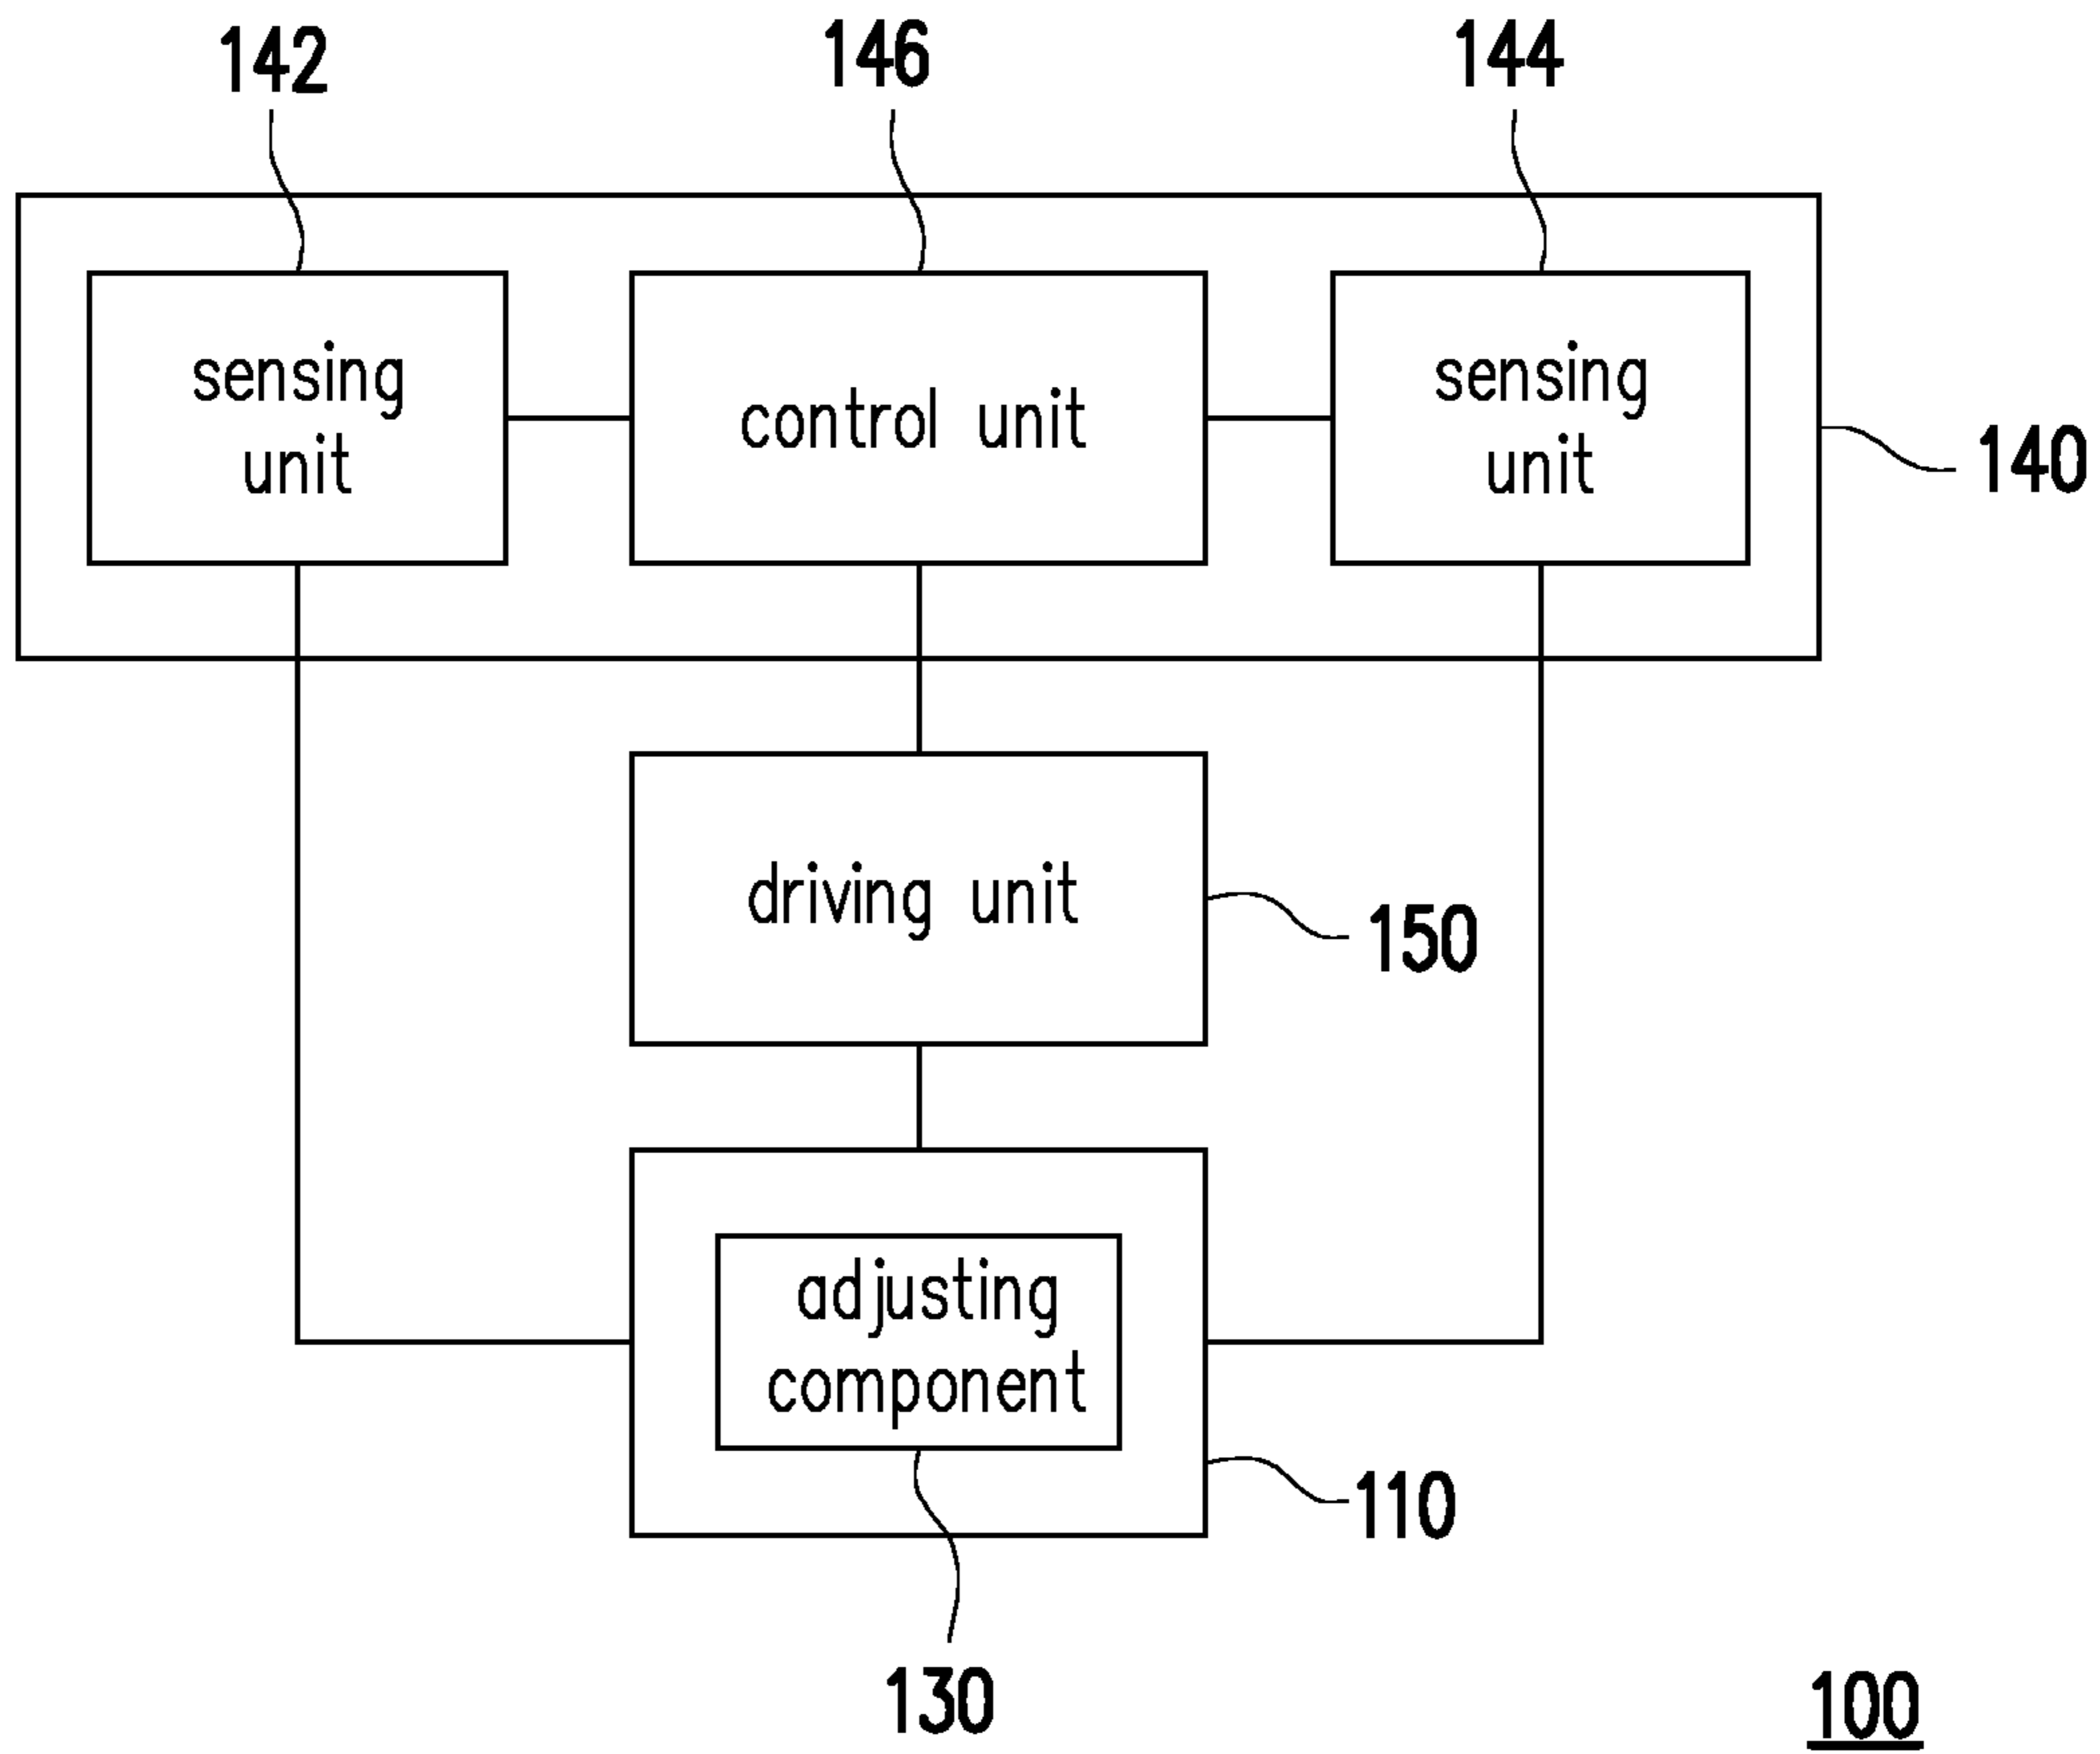 142
146
144
sensing
unit
control unit
sensing
unit
140
driving unit
150
adjusting
component
110
130
100